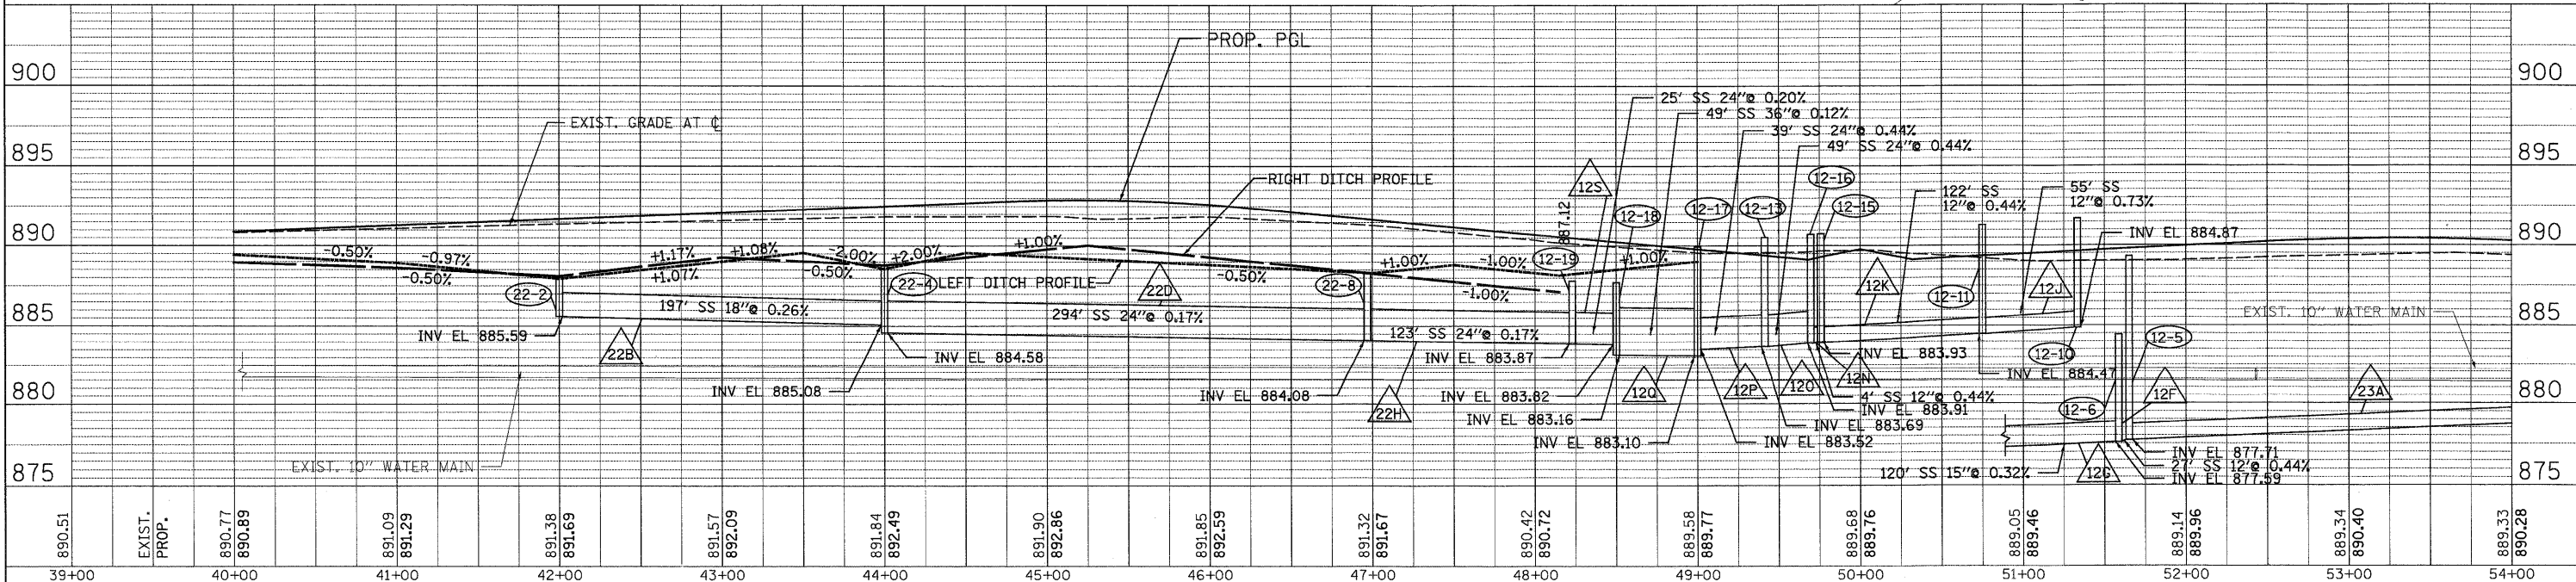 PROP. PGL
900
900
25' SS 24"@ 0.20%
49' SS 36"@ 0.12%
EXIST. GRADE AT ℄
39' SS 24"@ 0.44%
49' SS 24"@ 0.44%
895
895
12-16
RIGHT DITCH PROFILE
12S
122' SS
12"@ 0.44%
55' SS
12"@ 0.73%
887.12
12-18
12-17
12-13
12-15
INV EL 884.87
890
890
-0.50%
-0.97%
-0.50%
+1.17%
+1.07%
+1.08%
-2.00%
-0.50%
+2.00%
+1.00%
-0.50%
+1.00%
-1.00%
-1.00%
12-19
+1.00%
22-2
22-4
LEFT DITCH PROFILE
22D
22-8
12K
12-11
12J
197' SS 18"@ 0.26%
294' SS 24"@ 0.17%
885
885
EXIST. 10" WATER MAIN
INV EL 885.59
22B
INV EL 884.58
123' SS 24"@ 0.17%
INV EL 883.87
INV EL 883.93
12-10
12-5
INV EL 884.47
INV EL 885.08
INV EL 884.08
22H
INV EL 883.82
12Q
12P
12O
12N
12F
23A
880
880
4' SS 12"@ 0.44%
INV EL 883.91
12-6
INV EL 883.16
INV EL 883.69
INV EL 883.10
INV EL 883.52
EXIST. 10" WATER MAIN
INV EL 877.71
27' SS 12'@ 0.44%
INV EL 877.59
120' SS 15"@ 0.32%
12G
875
875
890.51
EXIST.
PROP.
890.77
890.89
891.09
891.29
891.38
891.69
891.57
892.09
891.84
892.49
891.90
892.86
891.85
892.59
891.32
891.67
890.42
890.72
889.58
889.77
889.68
889.76
889.05
889.46
889.14
889.96
889.34
890.40
889.33
890.28
39+00
40+00
41+00
42+00
43+00
44+00
45+00
46+00
47+00
48+00
49+00
50+00
51+00
52+00
53+00
54+00